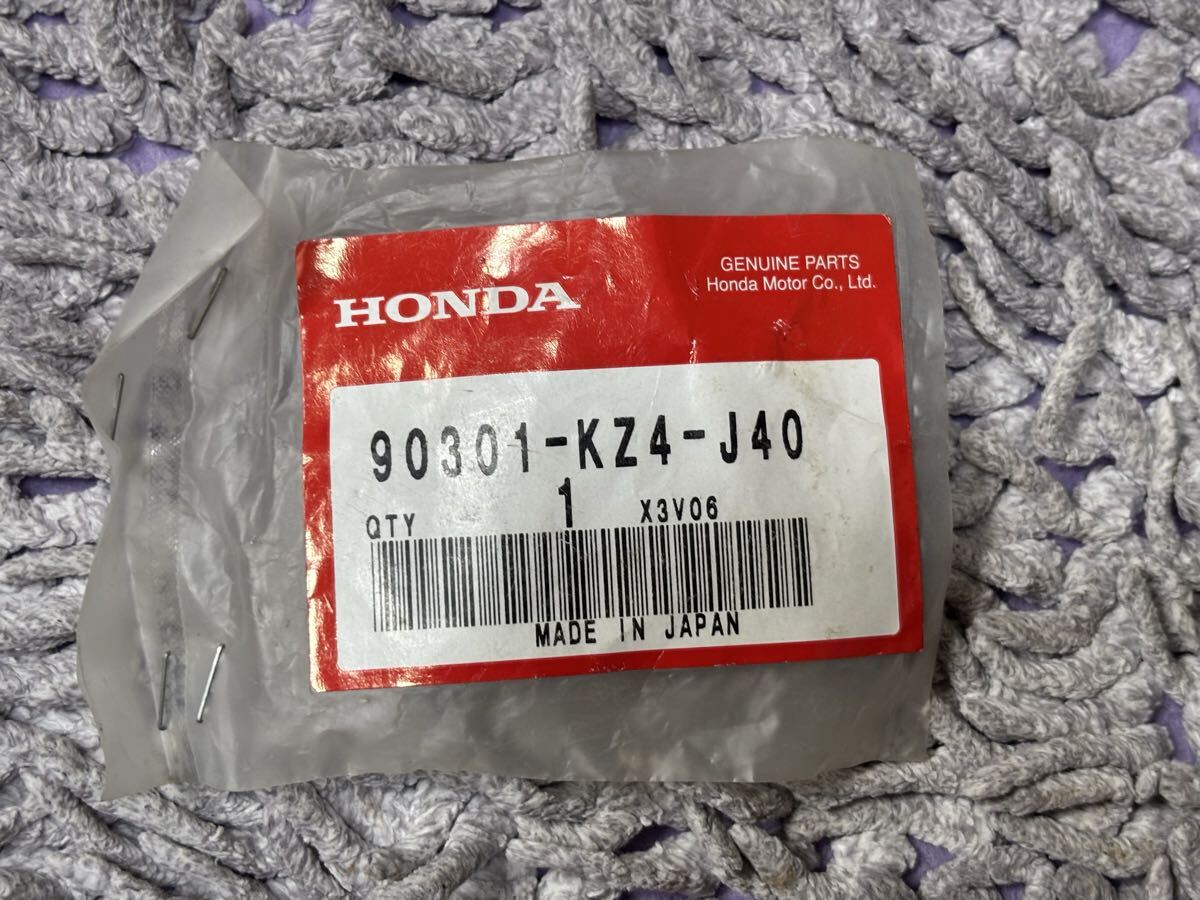 HONDA
GENUINE PARTS
Honda Motor Co., Ltd.
90301-KZ4-J40
QTY 1 X3V06
MADE IN JAPAN